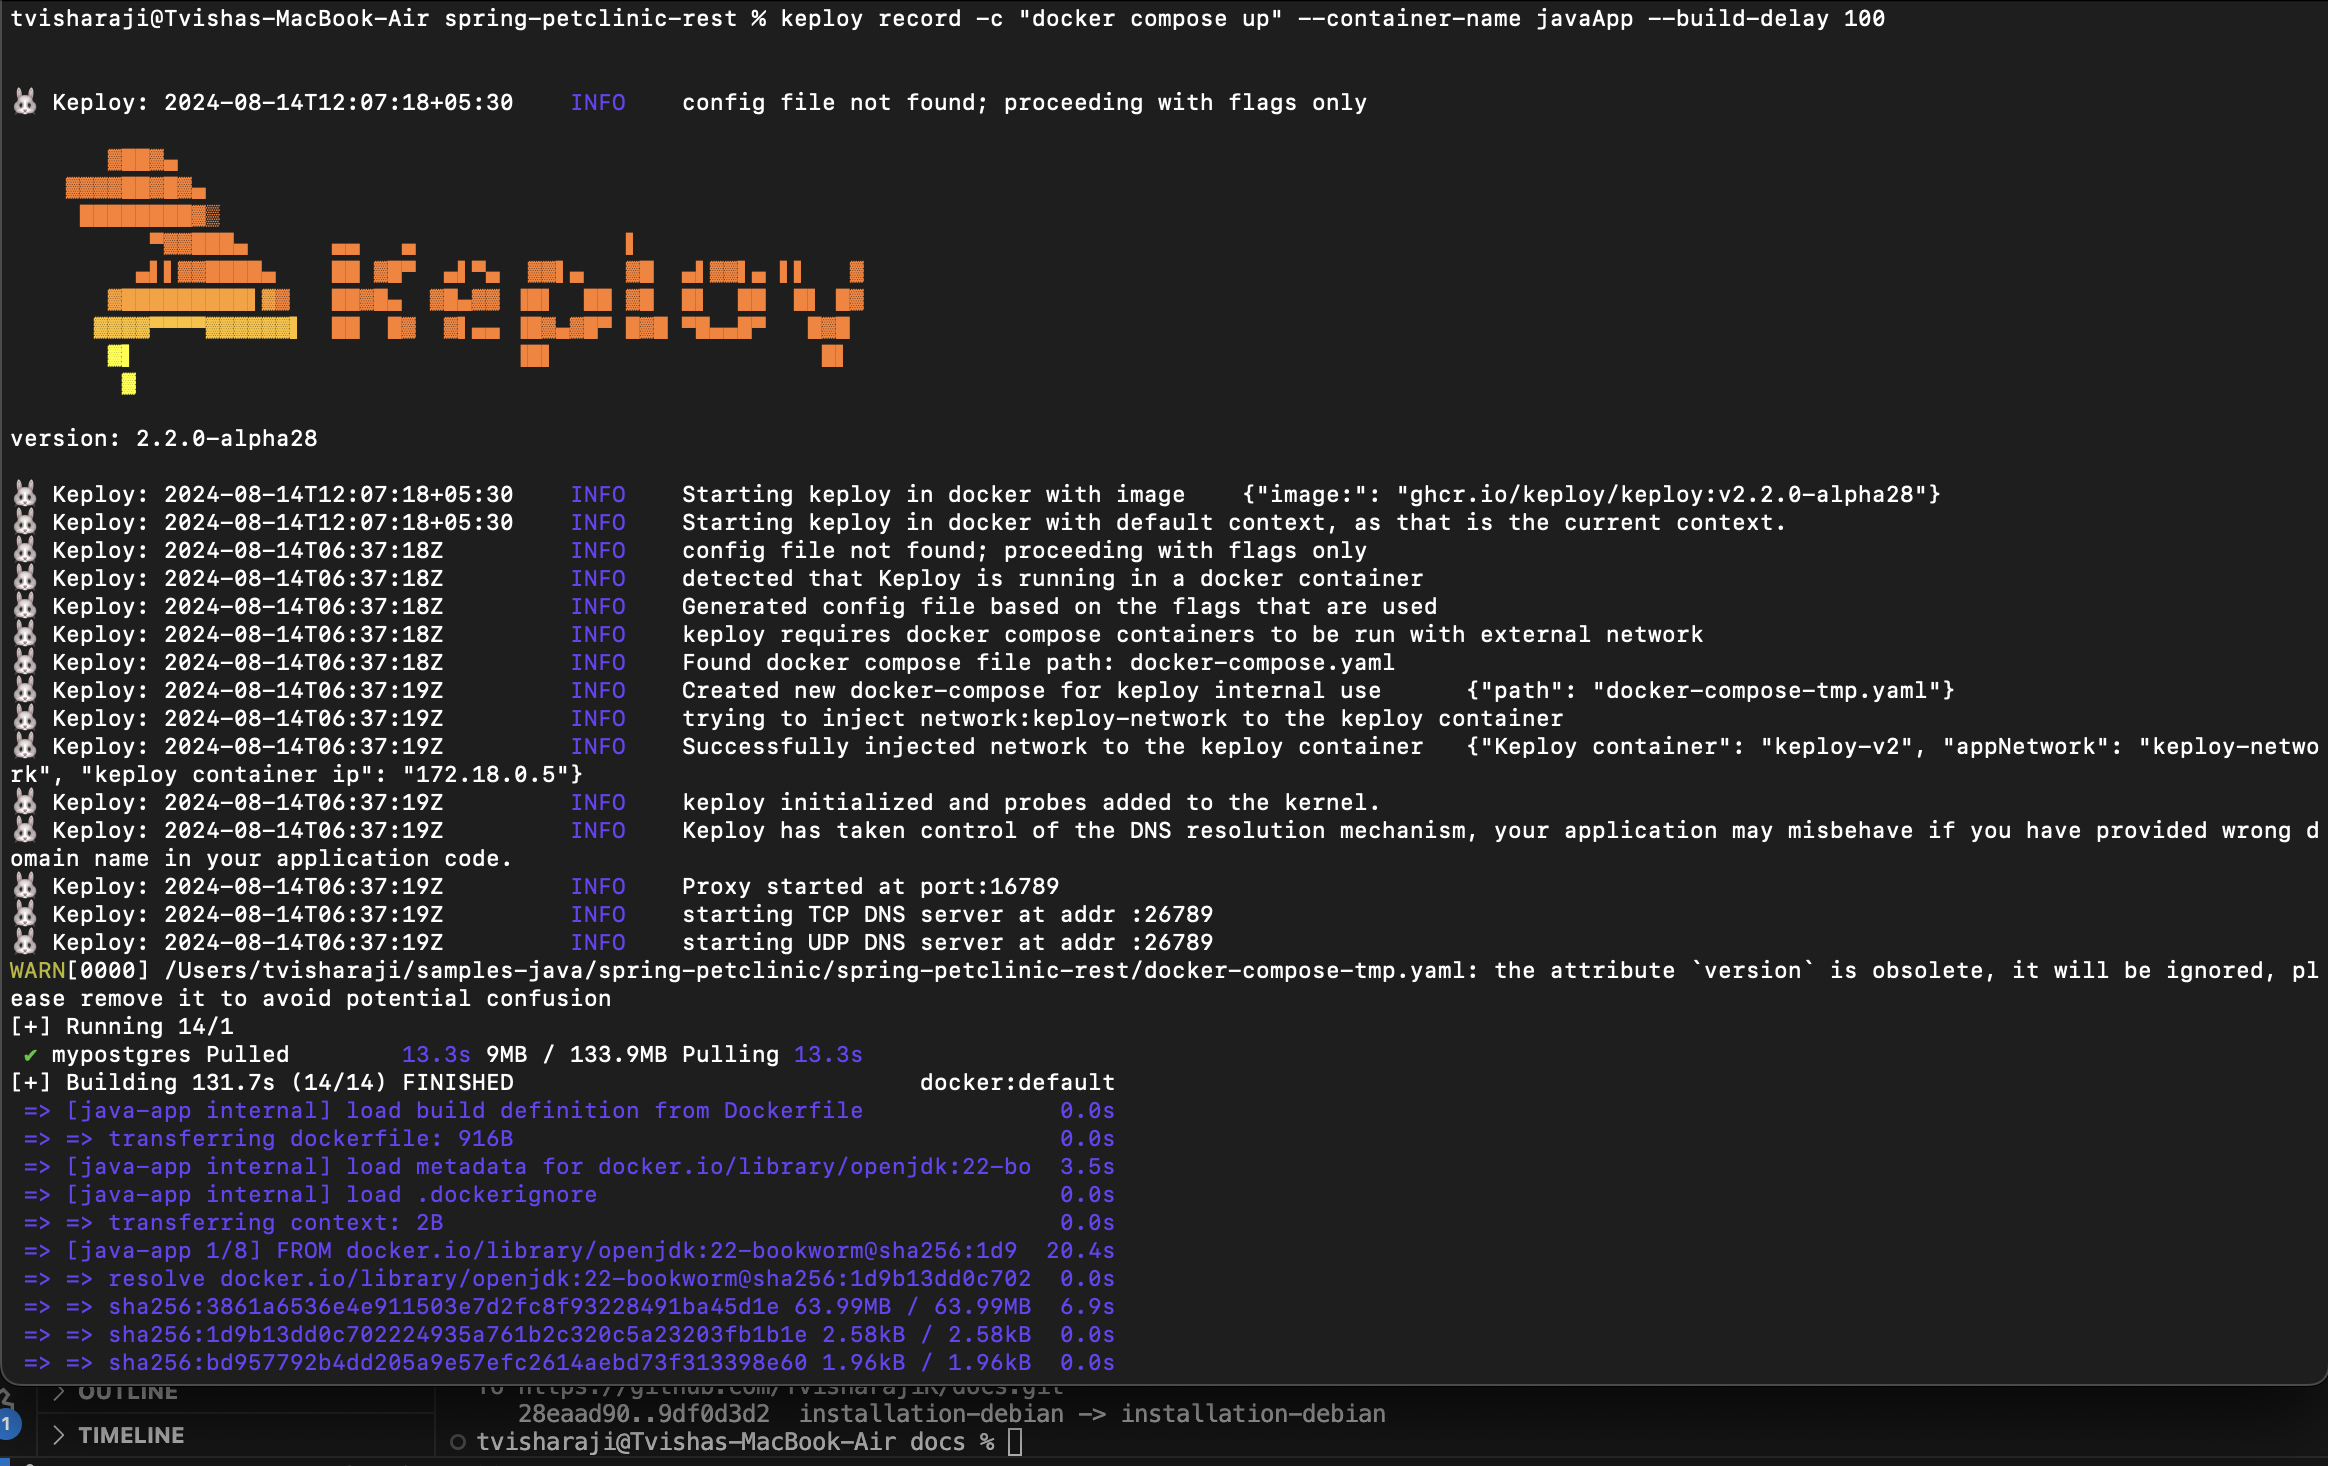 tvisharaji@Tvishas-MacBook-Air spring-petclinic-rest % keploy record -c "docker compose up" --container-name javaApp --build-delay 100
🐰 Keploy: 2024-08-14T12:07:18+05:30 INFO config file not found; proceeding with flags only
Keploy
version: 2.2.0-alpha28
🐰 Keploy: 2024-08-14T12:07:18+05:30 INFO Starting keploy in docker with image {"image:": "ghcr.io/keploy/keploy:v2.2.0-alpha28"}
🐰 Keploy: 2024-08-14T12:07:18+05:30 INFO Starting keploy in docker with default context, as that is the current context.
🐰 Keploy: 2024-08-14T06:37:18Z INFO config file not found; proceeding with flags only
🐰 Keploy: 2024-08-14T06:37:18Z INFO detected that Keploy is running in a docker container
🐰 Keploy: 2024-08-14T06:37:18Z INFO Generated config file based on the flags that are used
🐰 Keploy: 2024-08-14T06:37:18Z INFO keploy requires docker compose containers to be run with external network
🐰 Keploy: 2024-08-14T06:37:18Z INFO Found docker compose file path: docker-compose.yaml
🐰 Keploy: 2024-08-14T06:37:19Z INFO Created new docker-compose for keploy internal use {"path": "docker-compose-tmp.yaml"}
🐰 Keploy: 2024-08-14T06:37:19Z INFO trying to inject network:keploy-network to the keploy container
🐰 Keploy: 2024-08-14T06:37:19Z INFO Successfully injected network to the keploy container {"Keploy container": "keploy-v2", "appNetwork": "keploy-netwo
rk", "keploy container ip": "172.18.0.5"}
🐰 Keploy: 2024-08-14T06:37:19Z INFO keploy initialized and probes added to the kernel.
🐰 Keploy: 2024-08-14T06:37:19Z INFO Keploy has taken control of the DNS resolution mechanism, your application may misbehave if you have provided wrong d
omain name in your application code.
🐰 Keploy: 2024-08-14T06:37:19Z INFO Proxy started at port:16789
🐰 Keploy: 2024-08-14T06:37:19Z INFO starting TCP DNS server at addr :26789
🐰 Keploy: 2024-08-14T06:37:19Z INFO starting UDP DNS server at addr :26789
WARN[0000] /Users/tvisharaji/samples-java/spring-petclinic/spring-petclinic-rest/docker-compose-tmp.yaml: the attribute `version` is obsolete, it will be ignored, pl
ease remove it to avoid potential confusion
[+] Running 14/1
✔ mypostgres Pulled 13.3s 9MB / 133.9MB Pulling 13.3s
[+] Building 131.7s (14/14) FINISHED docker:default
=> [java-app internal] load build definition from Dockerfile 0.0s
=> => transferring dockerfile: 916B 0.0s
=> [java-app internal] load metadata for docker.io/library/openjdk:22-bo 3.5s
=> [java-app internal] load .dockerignore 0.0s
=> => transferring context: 2B 0.0s
=> [java-app 1/8] FROM docker.io/library/openjdk:22-bookworm@sha256:1d9 20.4s
=> => resolve docker.io/library/openjdk:22-bookworm@sha256:1d9b13dd0c702 0.0s
=> => sha256:3861a6536e4e911503e7d2fc8f93228491ba45d1e 63.99MB / 63.99MB 6.9s
=> => sha256:1d9b13dd0c702224935a761b2c320c5a23203fb1b1e 2.58kB / 2.58kB 0.0s
=> => sha256:bd957792b4dd205a9e57efc2614aebd73f313398e60 1.96kB / 1.96kB 0.0s
> OUTLINE
To https://github.com/TvisharajiK/docs.git
28eaad90..9df0d3d2 installation-debian -> installation-debian
1
> TIMELINE
tvisharaji@Tvishas-MacBook-Air docs %